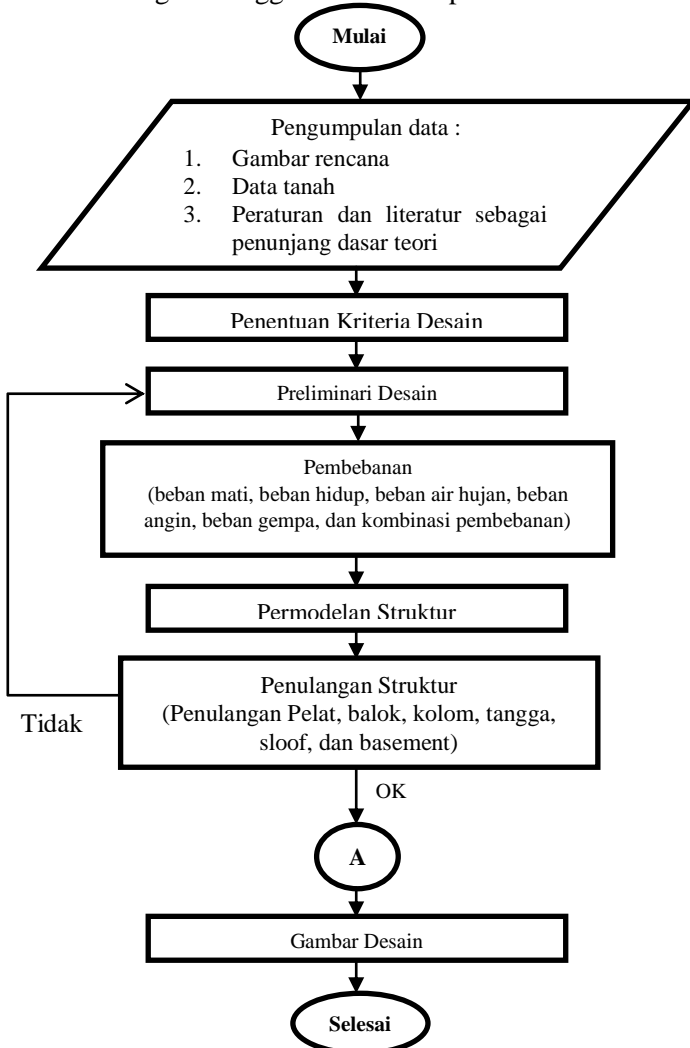 Mulai
Pengumpulan data :
1. Gambar rencana
2. Data tanah
3. Peraturan dan literatur sebagai
penunjang dasar teori
Penentuan Kriteria Desain
Preliminari Desain
Pembebanan
(beban mati, beban hidup, beban air hujan, beban
angin, beban gempa, dan kombinasi pembebanan)
Permodelan Struktur
Penulangan Struktur
(Penulangan Pelat, balok, kolom, tangga,
sloof, dan basement)
Tidak
OK
A
Gambar Desain
Selesai